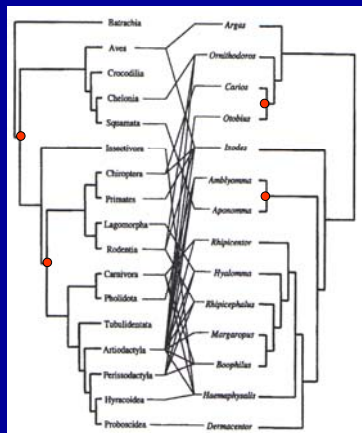 Batrachia
Aves
Crocodilia
Chelonia
Squamata
Insectivora
Chiroptera
Primates
Lagomorpha
Rodentia
Carnivora
Pholidota
Tubulidentata
Artiodactyla
Perissodactyla
Hyracoidea
Proboscidea
Argas
Ornithodoros
Carios
Otobius
Ixodes
Amblyomma
Aponomma
Rhipicentor
Hyalomma
Rhipicephalus
Margaropus
Boophilus
Haemaphysalis
Dermacentor